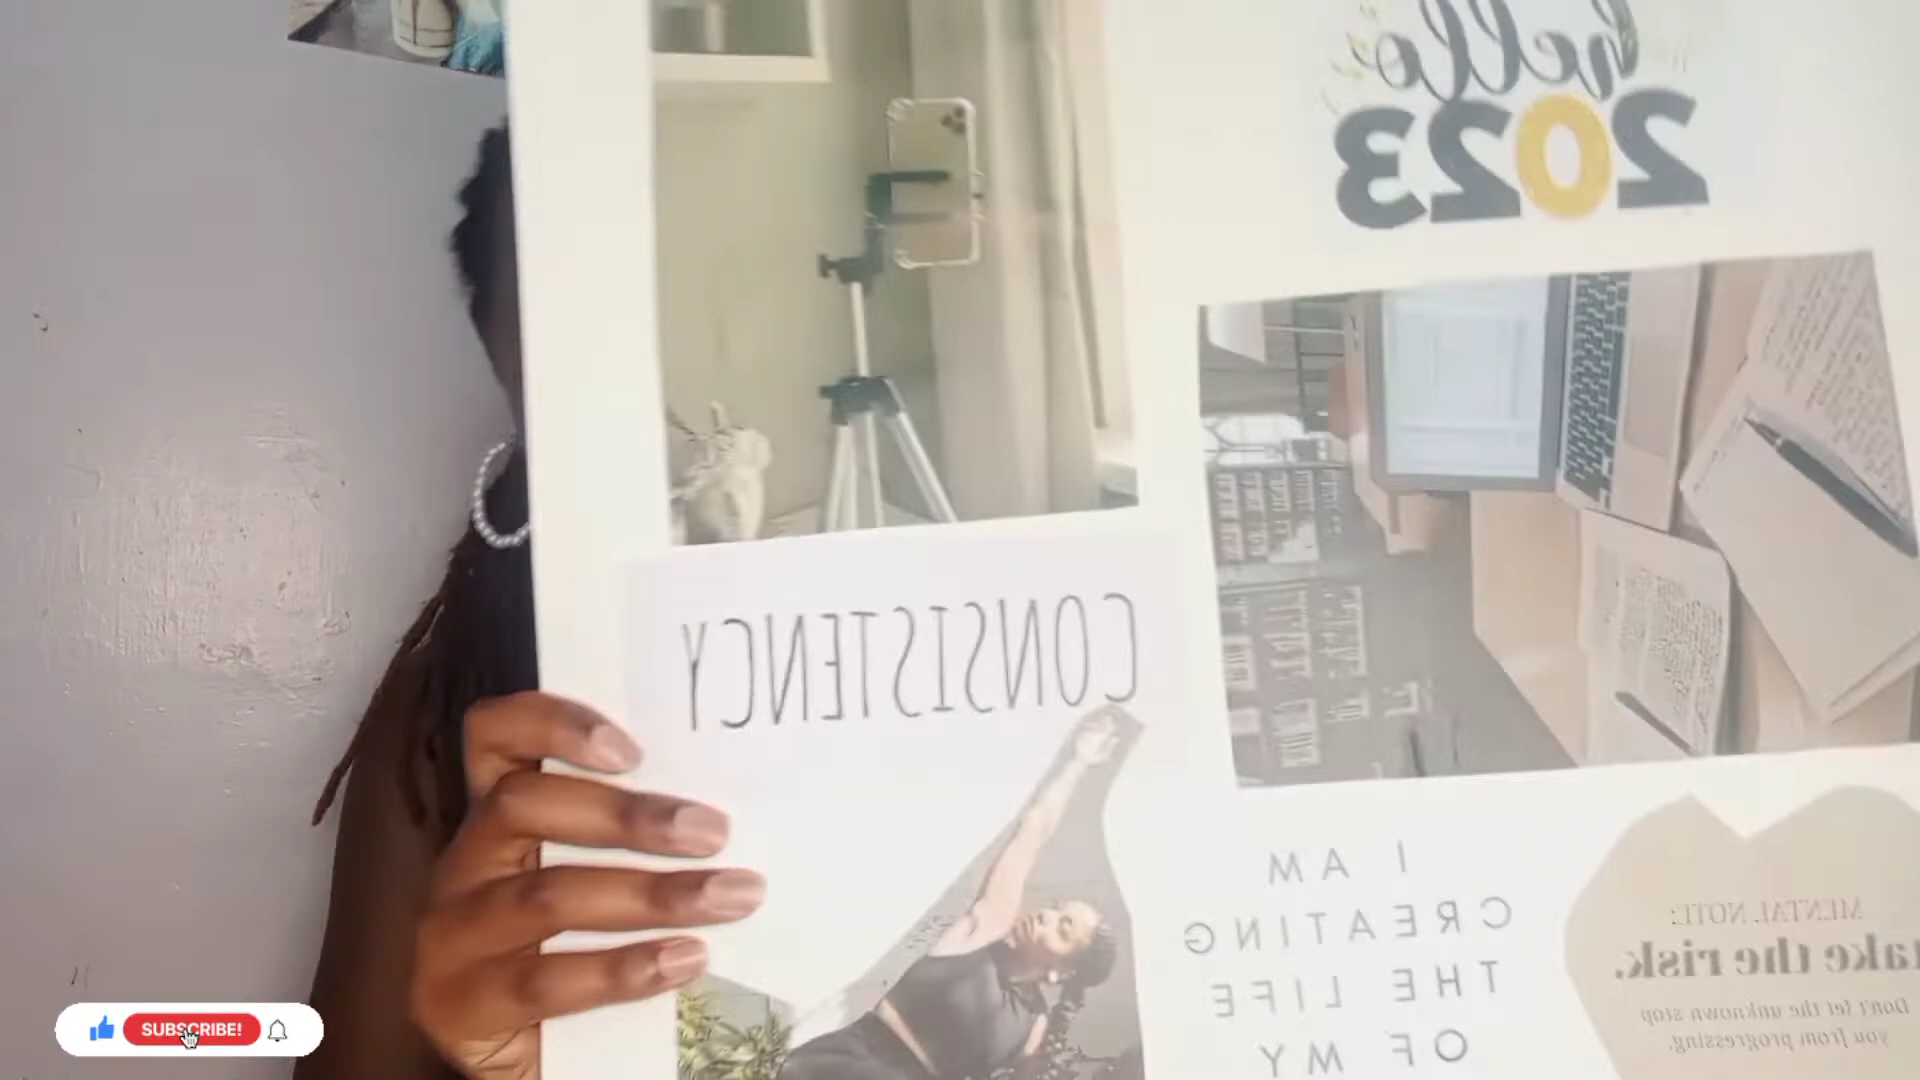 hello
2023
CONSISTENCY
I AM
CREATING
THE LIFE
OF MY
MENTAL NOTE:
take the risk.
Don't let the unknown stop
you from progressing.
SUBSCRIBE!